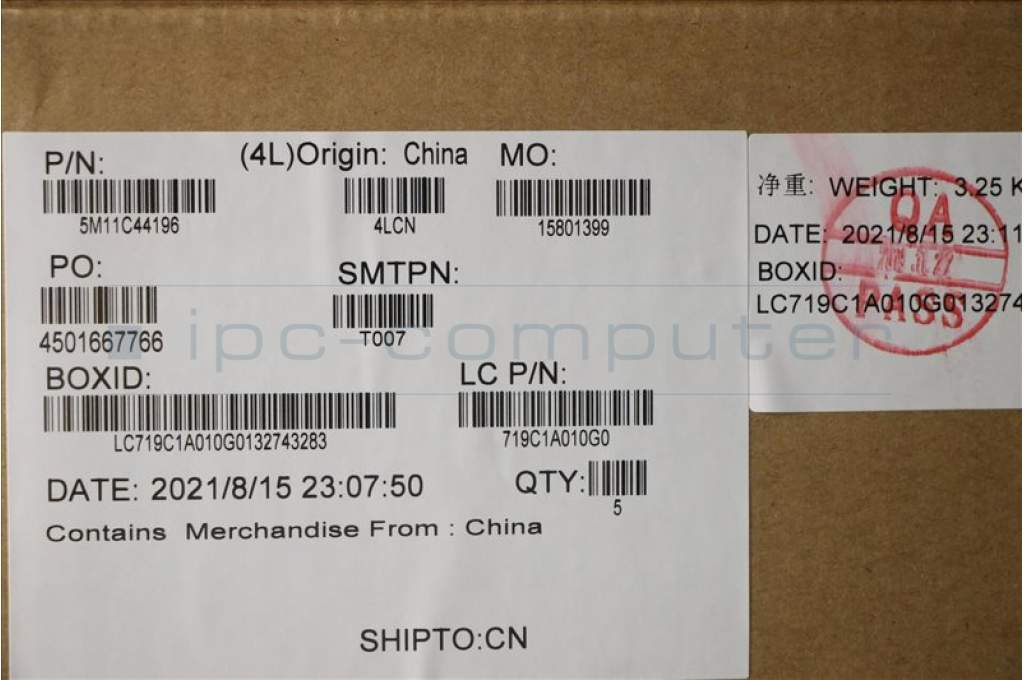 P/N:
(4L)Origin: China
MO:
5M11C44196
4LCN
15801399
PO:
SMTPN:
4501667766
T007
BOXID:
LC P/N:
LC719C1A010G0132743283
719C1A010G0
DATE: 2021/8/15 23:07:50
QTY:
5
Contains Merchandise From : China
SHIPTO:CN
净重: WEIGHT: 3.25 K
DATE: 2021/8/15 23:11
BOXID:
LC719C1A010G013274
QA
PASS
ipc-computer